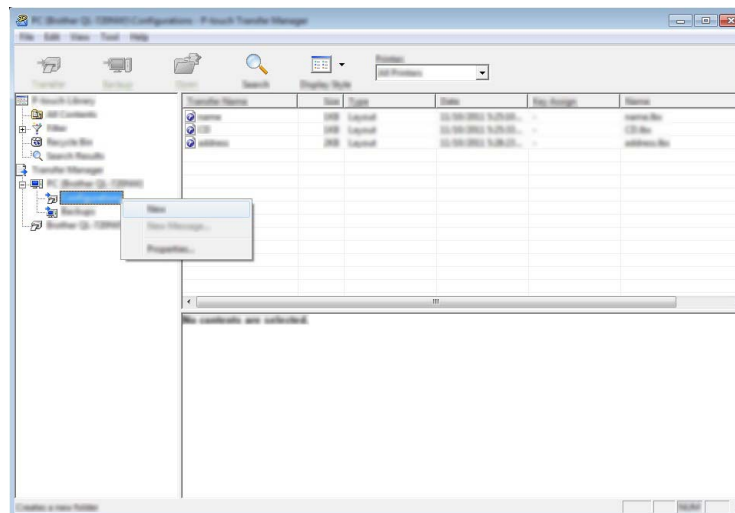 PC (Brother QL-720NW) Configurations - P-touch Transfer Manager
File Edit View Tool Help
Transfer Backup Open Search Display Style
Printer:
All Printers
P-touch Library
All Contents
Filter
Recycle Bin
Search Results
Transfer Manager
PC (Brother QL-720NW)
Configurations
Backups
Brother QL-720NW
Transfer Name Size Type Date Key Assign Name
name 1KB Layout - name.lbx
CD 1KB Layout - CD.lbx
address 2KB Layout - address.lbx
New
New Message...
Properties...
No contents are selected.
Creates a new folder
NUM